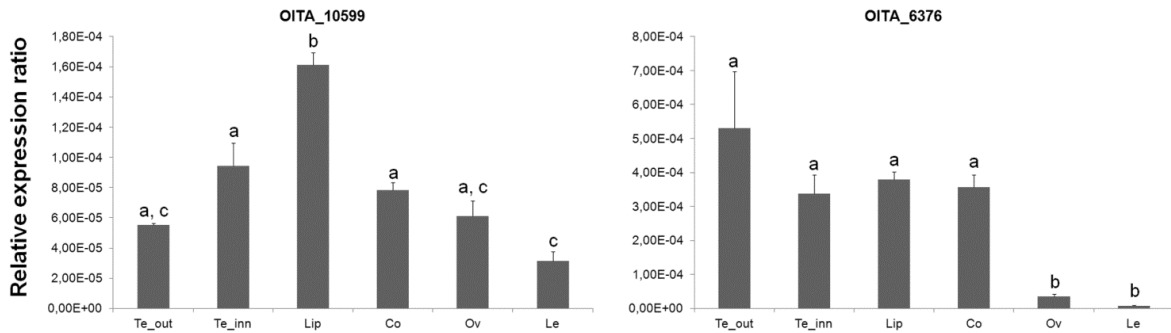 OITA_10599
Relative expression ratio
1,80E-04
1,60E-04
1,40E-04
1,20E-04
1,00E-04
8,00E-05
6,00E-05
4,00E-05
2,00E-05
0,00E+00
a, c
a
b
a
a, c
c
Te_out Te_inn Lip Co Ov Le
OITA_6376
8,00E-04
7,00E-04
6,00E-04
5,00E-04
4,00E-04
3,00E-04
2,00E-04
1,00E-04
0,00E+00
a
a
a
a
b
b
Te_out Te_inn Lip Co Ov Le